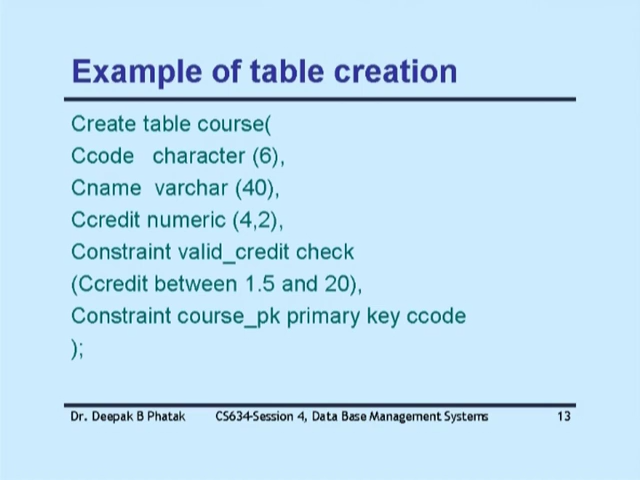 Example of table creation
Create table course(
Ccode character (6),
Cname varchar (40),
Ccredit numeric (4,2),
Constraint valid_credit check
(Ccredit between 1.5 and 20),
Constraint course_pk primary key ccode
);
Dr. Deepak B Phatak CS634-Session 4, Data Base Management Systems 13